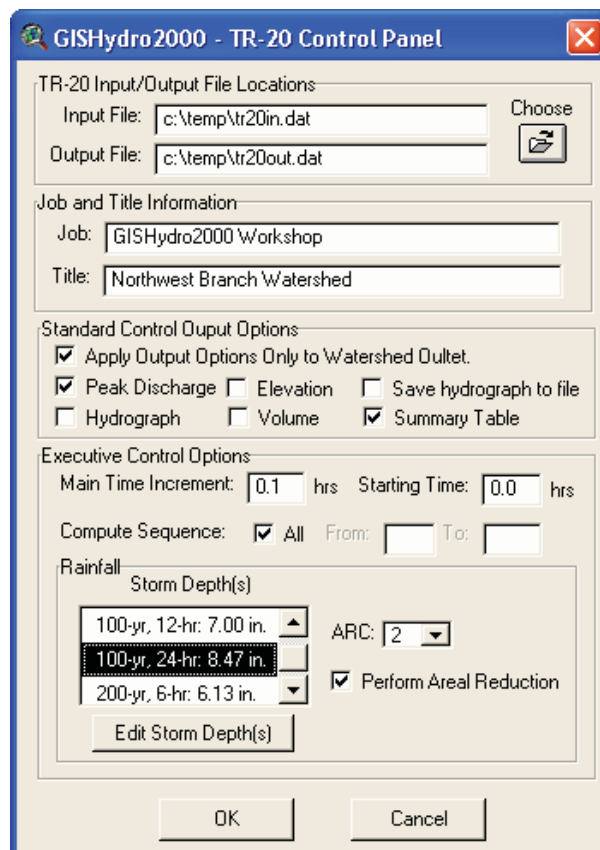 GISHydro2000 - TR-20 Control Panel
TR-20 Input/Output File Locations
Input File: c:\temp\tr20in.dat
Choose
Output File: c:\temp\tr20out.dat
Job and Title Information
Job: GISHydro2000 Workshop
Title: Northwest Branch Watershed
Standard Control Ouput Options
Apply Output Options Only to Watershed Oultet.
Peak Discharge Elevation Save hydrograph to file
Hydrograph Volume Summary Table
Executive Control Options
Main Time Increment: 0.1 hrs Starting Time: 0.0 hrs
Compute Sequence: All From: To:
Rainfall
Storm Depth(s)
100-yr, 12-hr: 7.00 in.
ARC: 2
100-yr, 24-hr: 8.47 in.
200-yr, 6-hr: 6.13 in.
Perform Areal Reduction
Edit Storm Depth(s)
OK Cancel